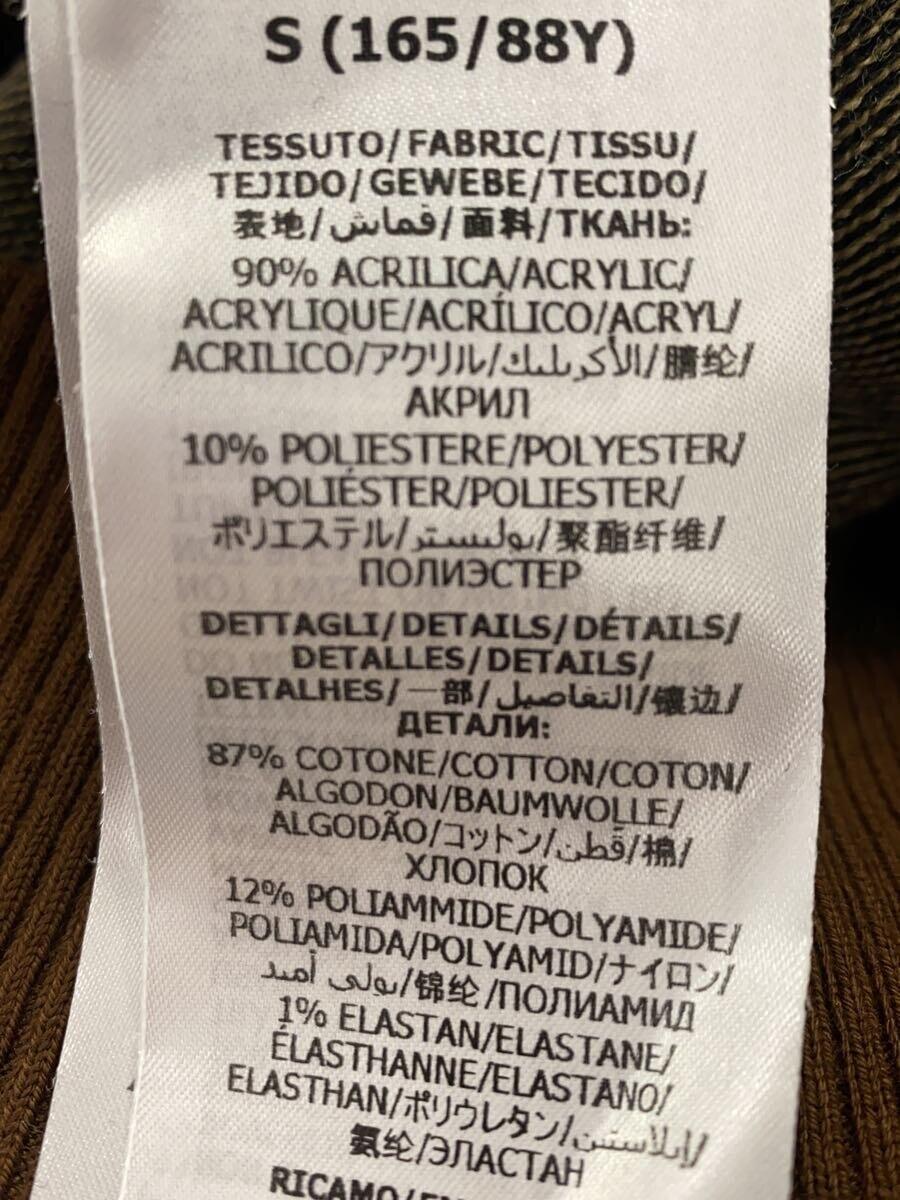 S (165/88Y)
TESSUTO/FABRIC/TISSU/
TEJIDO/GEWEBE/TECIDO/
表地/قماش/面料/ТКАНЬ:
90% ACRILICA/ACRYLIC/
ACRYLIQUE/ACRÍLICO/ACRYL/
ACRILICO/アクリル/الأكريليك/腈纶/
АКРИЛ
10% POLIESTERE/POLYESTER/
POLIÉSTER/POLIESTER/
ポリエステル/بوليستر/聚酯纤维/
ПОЛИЭСТЕР
DETTAGLI/DETAILS/DÉTAILS/
DETALLES/DETAILS/
DETALHES/一部/التفاصيل/镶边/
ДЕТАЛИ:
87% COTONE/COTTON/COTON/
ALGODON/BAUMWOLLE/
ALGODÃO/コットン/قطن/棉/
ХЛОПОК
12% POLIAMMIDE/POLYAMIDE/
POLIAMIDA/POLYAMID/ナイロン/
بولي أميد/锦纶/ПОЛИАМИД
1% ELASTAN/ELASTANE/
ÉLASTHANNE/ELASTANO/
ELASTHAN/ポリウレタン/إيلاستين/
氨纶/ЭЛАСТАН
RICAMO/